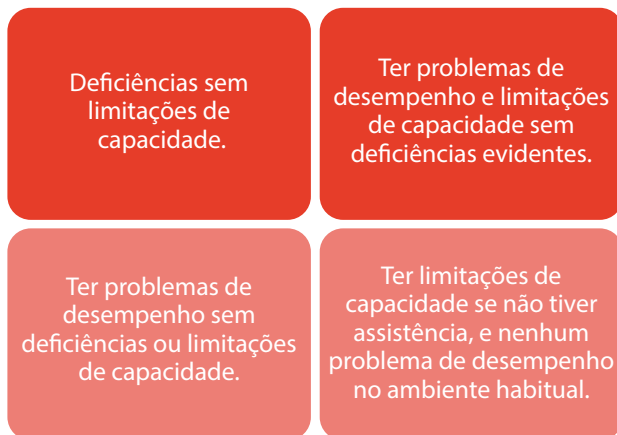 Deficiências sem
limitações de
capacidade.
Ter problemas de
desempenho e limitações
de capacidade sem
deficiências evidentes.
Ter problemas de
desempenho sem
deficiências ou limitações
de capacidade.
Ter limitações de
capacidade se não tiver
assistência, e nenhum
problema de desempenho
no ambiente habitual.